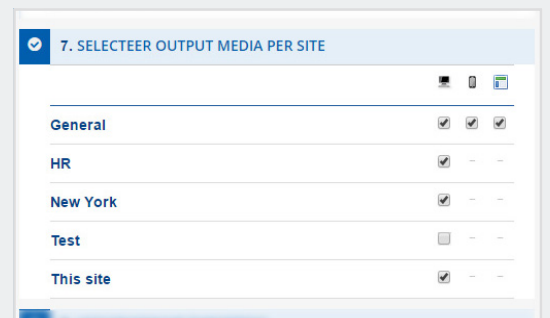 7. SELECTEER OUTPUT MEDIA PER SITE
General
HR
New York
Test
This site